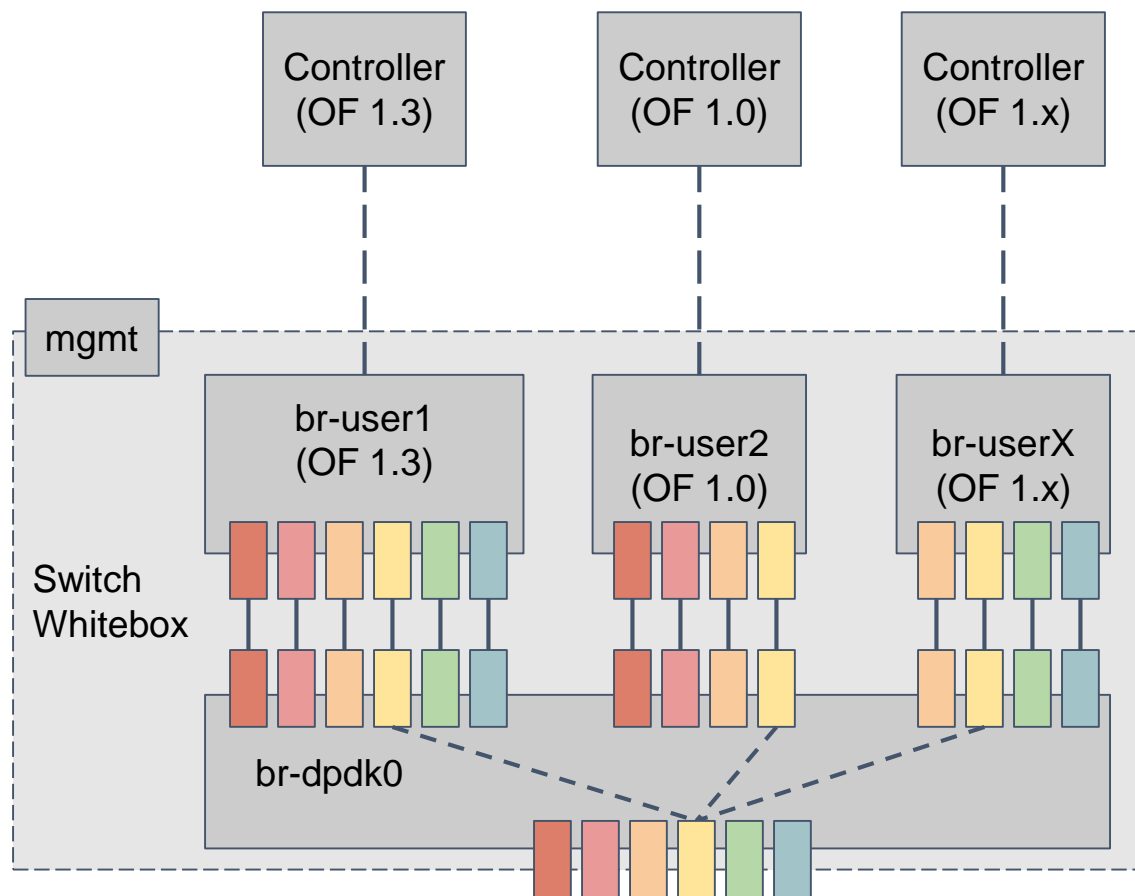 Controller
(OF 1.3)
Controller
(OF 1.0)
Controller
(OF 1.x)
mgmt
br-user1
(OF 1.3)
br-user2
(OF 1.0)
br-userX
(OF 1.x)
Switch
Whitebox
br-dpdk0